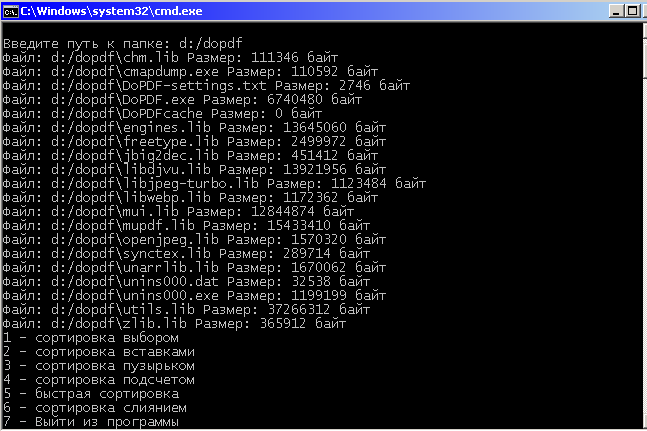 C:\Windows\system32\cmd.exe
Введите путь к папке: d:/dopdf
Файл: d:/dopdf\chm.lib Размер: 111346 байт
Файл: d:/dopdf\cmapdump.exe Размер: 110592 байт
Файл: d:/dopdf\DoPDF-settings.txt Размер: 2746 байт
Файл: d:/dopdf\DoPDF.exe Размер: 6740480 байт
Файл: d:/dopdf\DoPDFcache Размер: 0 байт
Файл: d:/dopdf\engines.lib Размер: 13645060 байт
Файл: d:/dopdf\freetype.lib Размер: 2499972 байт
Файл: d:/dopdf\jbig2dec.lib Размер: 451412 байт
Файл: d:/dopdf\libdjvu.lib Размер: 13921956 байт
Файл: d:/dopdf\libjpeg-turbo.lib Размер: 1123484 байт
Файл: d:/dopdf\libwebp.lib Размер: 1172362 байт
Файл: d:/dopdf\mui.lib Размер: 12844874 байт
Файл: d:/dopdf\mupdf.lib Размер: 15433410 байт
Файл: d:/dopdf\openjpeg.lib Размер: 1570320 байт
Файл: d:/dopdf\synctex.lib Размер: 289714 байт
Файл: d:/dopdf\unarrlib.lib Размер: 1670062 байт
Файл: d:/dopdf\unins000.dat Размер: 32538 байт
Файл: d:/dopdf\unins000.exe Размер: 1199199 байт
Файл: d:/dopdf\utils.lib Размер: 37266312 байт
Файл: d:/dopdf\zlib.lib Размер: 365912 байт
1 - сортировка выбором
2 - сортировка вставками
3 - сортировка пузырьком
4 - сортировка подсчетом
5 - быстрая сортировка
6 - сортировка слиянием
7 - Выйти из программы